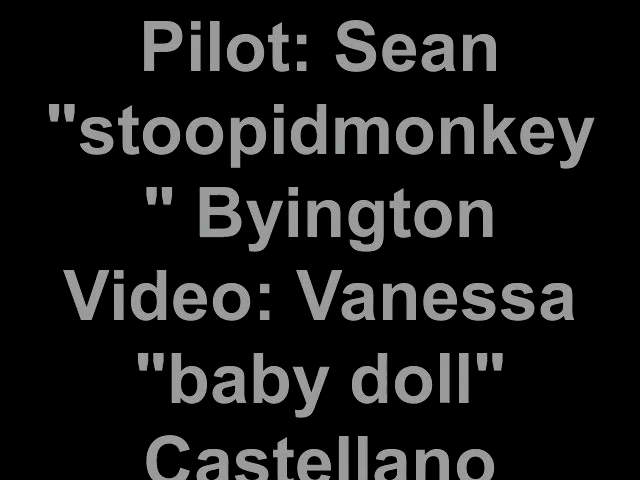 Pilot: Sean
"stoopidmonkey
" Byington
Video: Vanessa
"baby doll"
Castellano